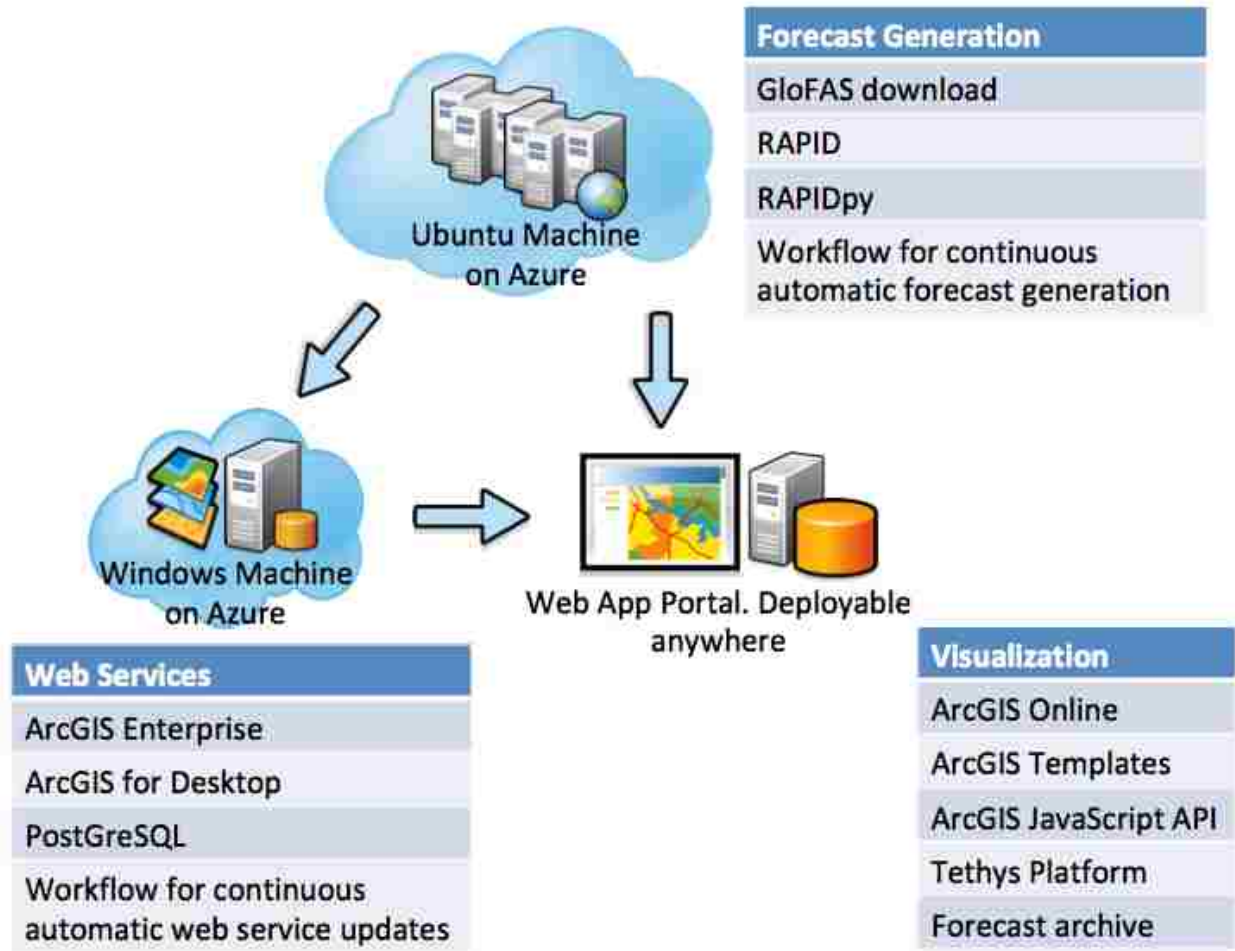 Forecast Generation
GloFAS download
RAPID
RAPIDpy
Workflow for continuous
automatic forecast generation
Ubuntu Machine
on Azure
Windows Machine
on Azure
Web App Portal. Deployable
anywhere
Web Services
ArcGIS Enterprise
ArcGIS for Desktop
PostGreSQL
Workflow for continuous
automatic web service updates
Visualization
ArcGIS Online
ArcGIS Templates
ArcGIS JavaScript API
Tethys Platform
Forecast archive